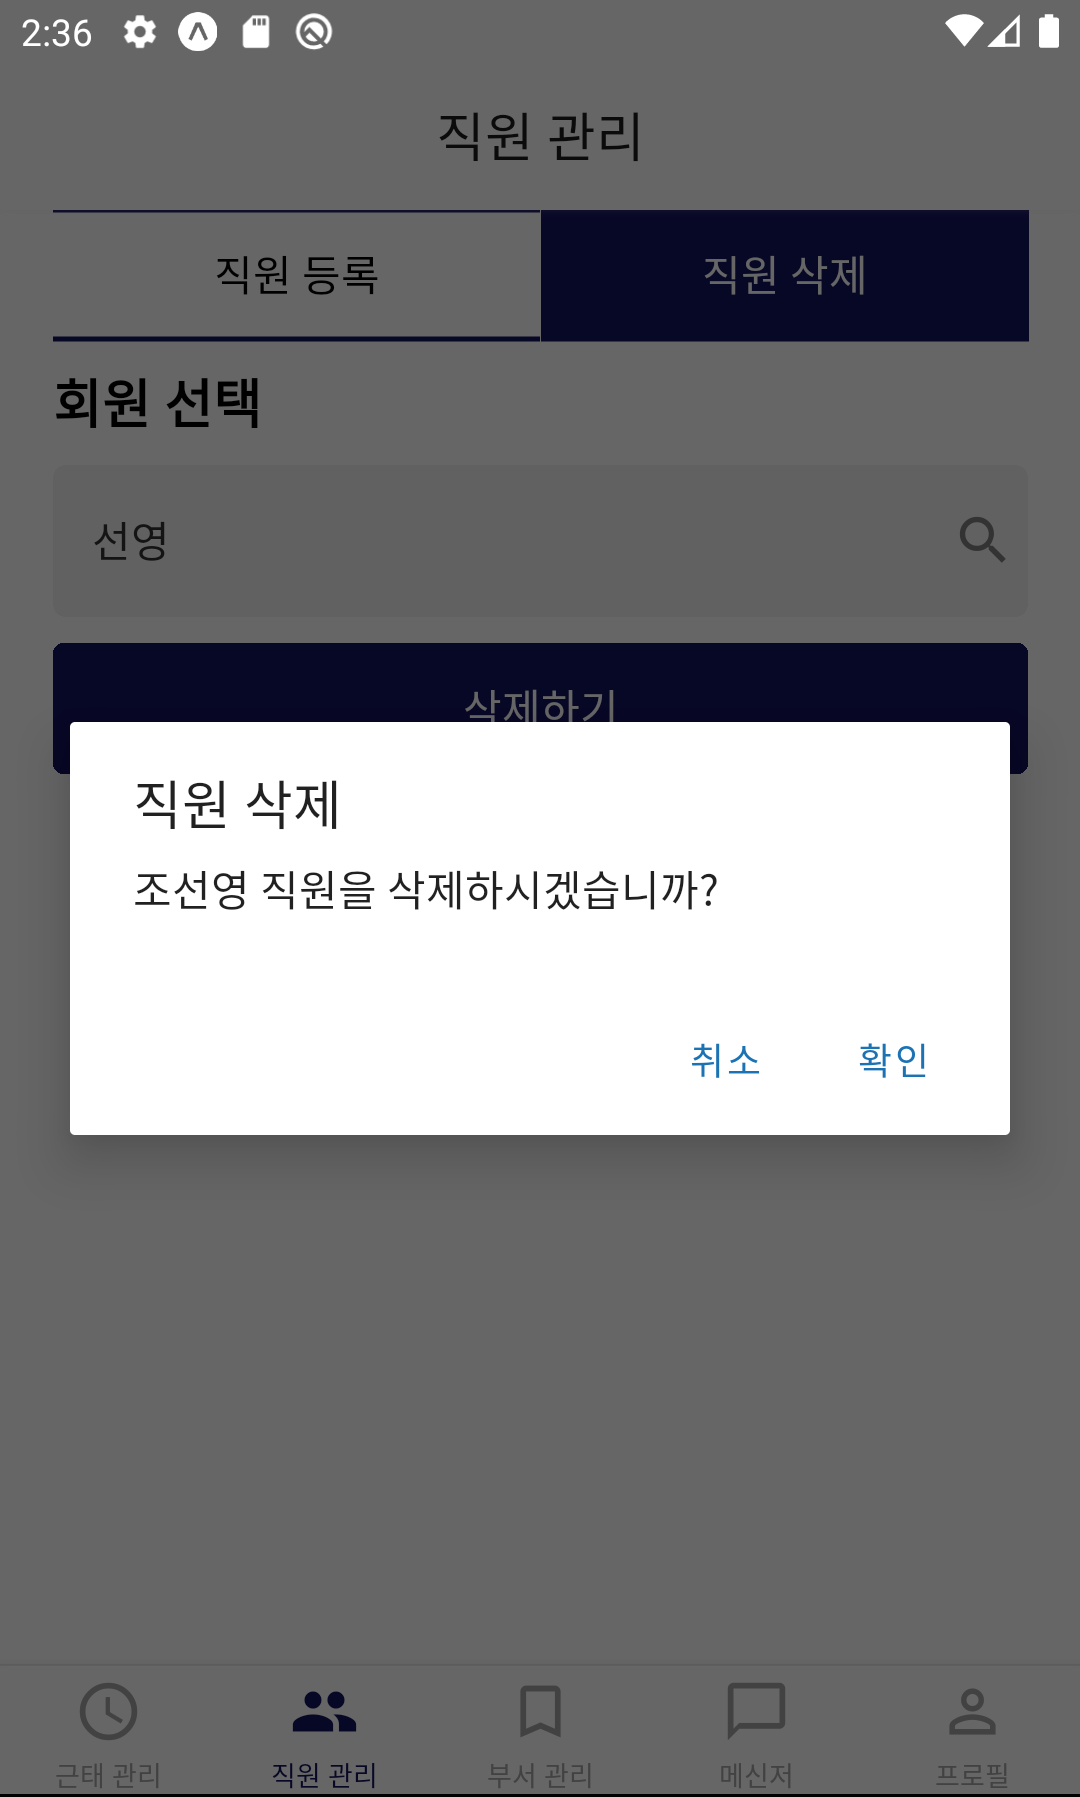 2:36
직원 관리
직원 등록
직원 삭제
회원 선택
선영
삭제하기
직원 삭제
조선영 직원을 삭제하시겠습니까?
취소
확인
근태 관리
직원 관리
부서 관리
메신저
프로필